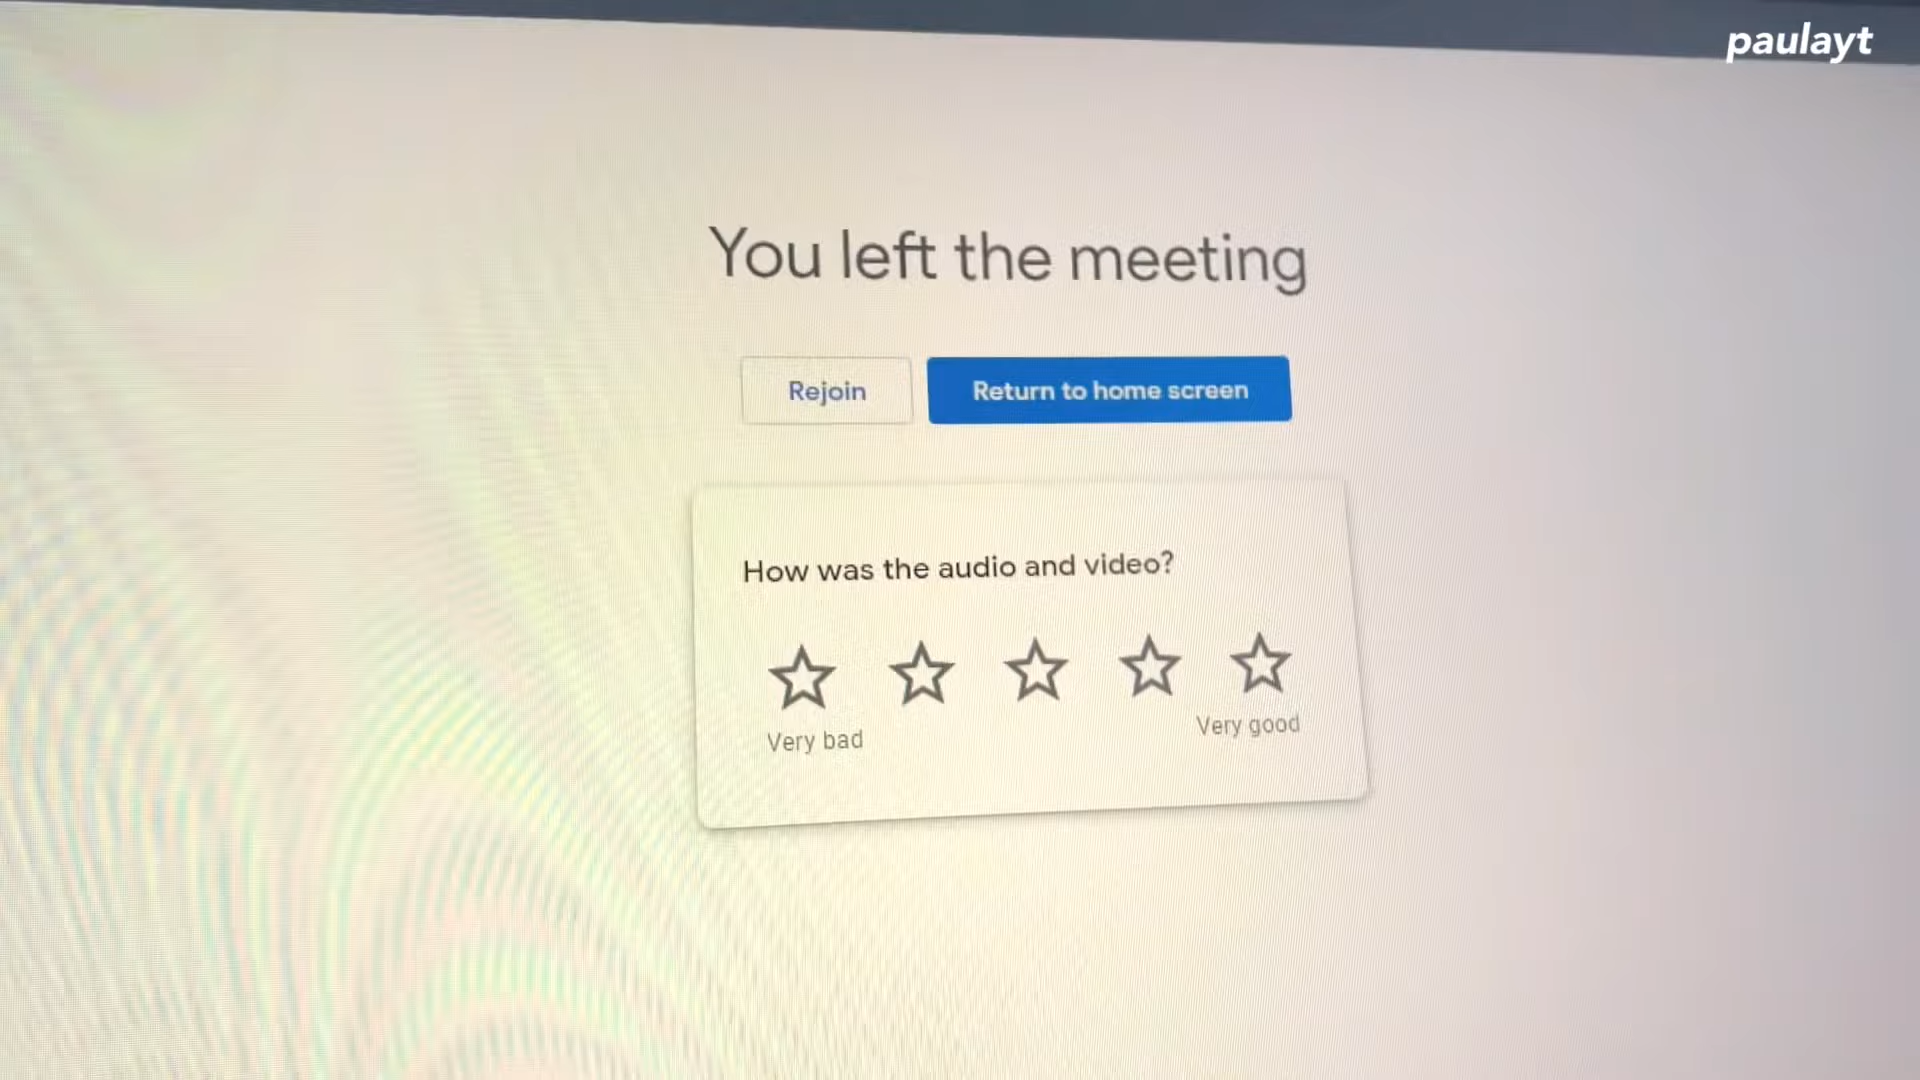 paulayt
You left the meeting
Rejoin
Return to home screen
How was the audio and video?
Very bad
Very good